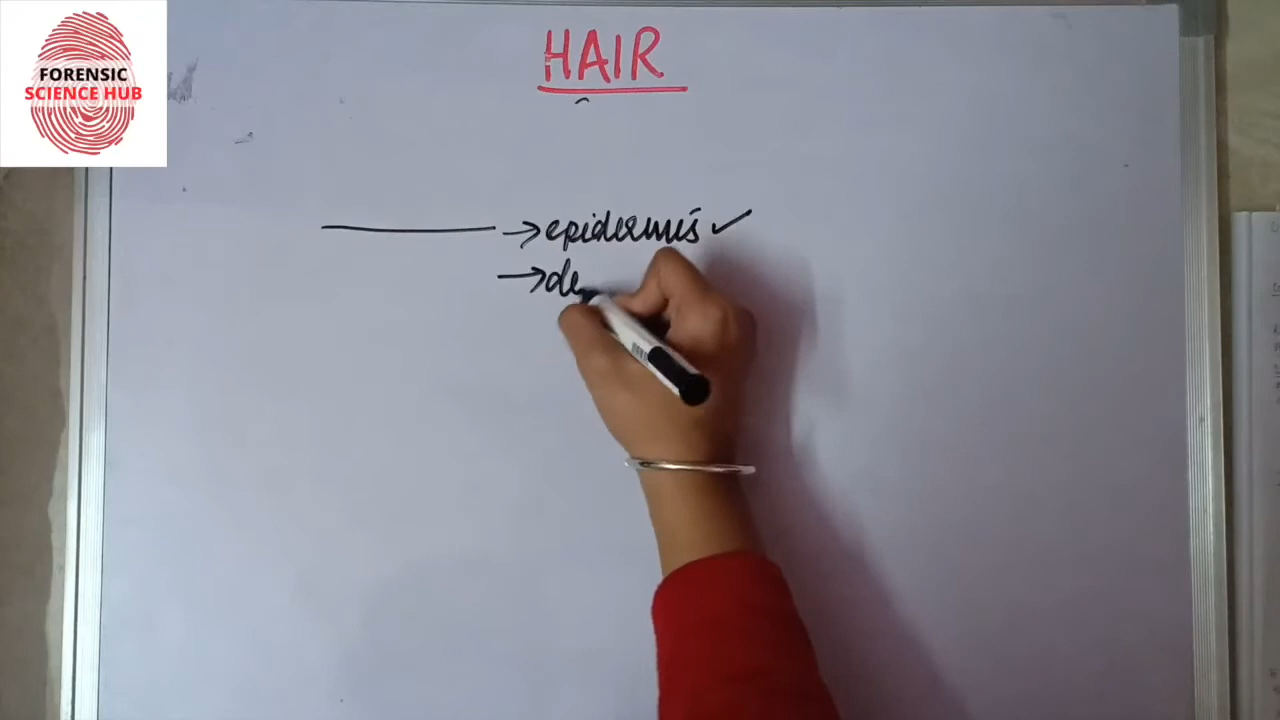 FORENSIC
SCIENCE HUB
HAIR
→ epidermis ✓
→ de